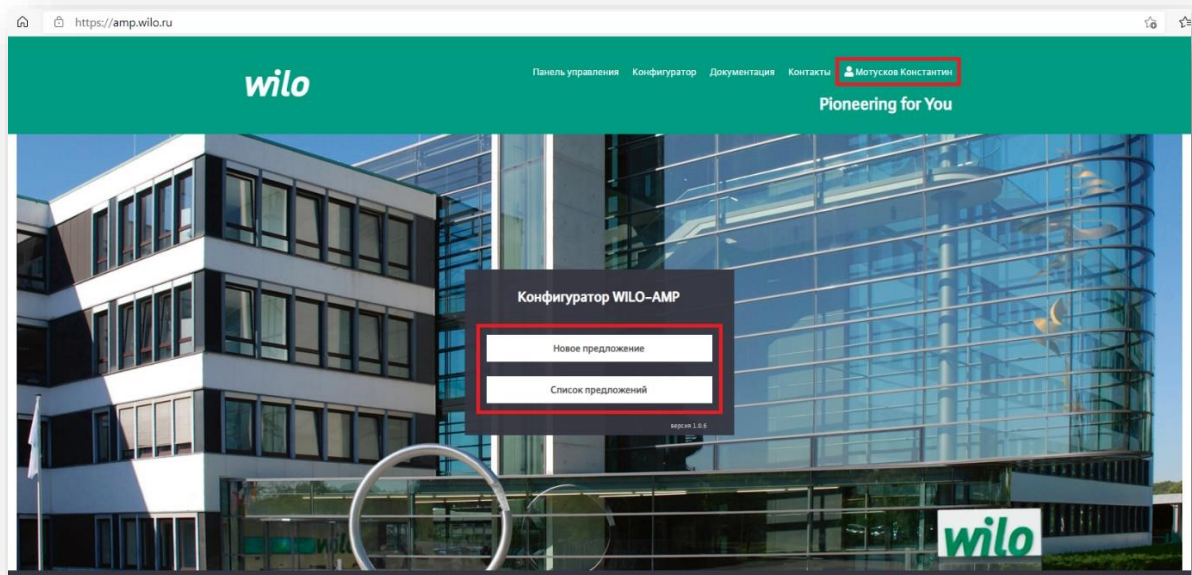 https://amp.wilo.ru
wilo
Панель управления Конфигуратор Документация Контакты Мотусков Константин
Pioneering for You
Конфигуратор WILO-AMP
Новое предложение
Список предложений
версия 1.0.6
wilo
wilo